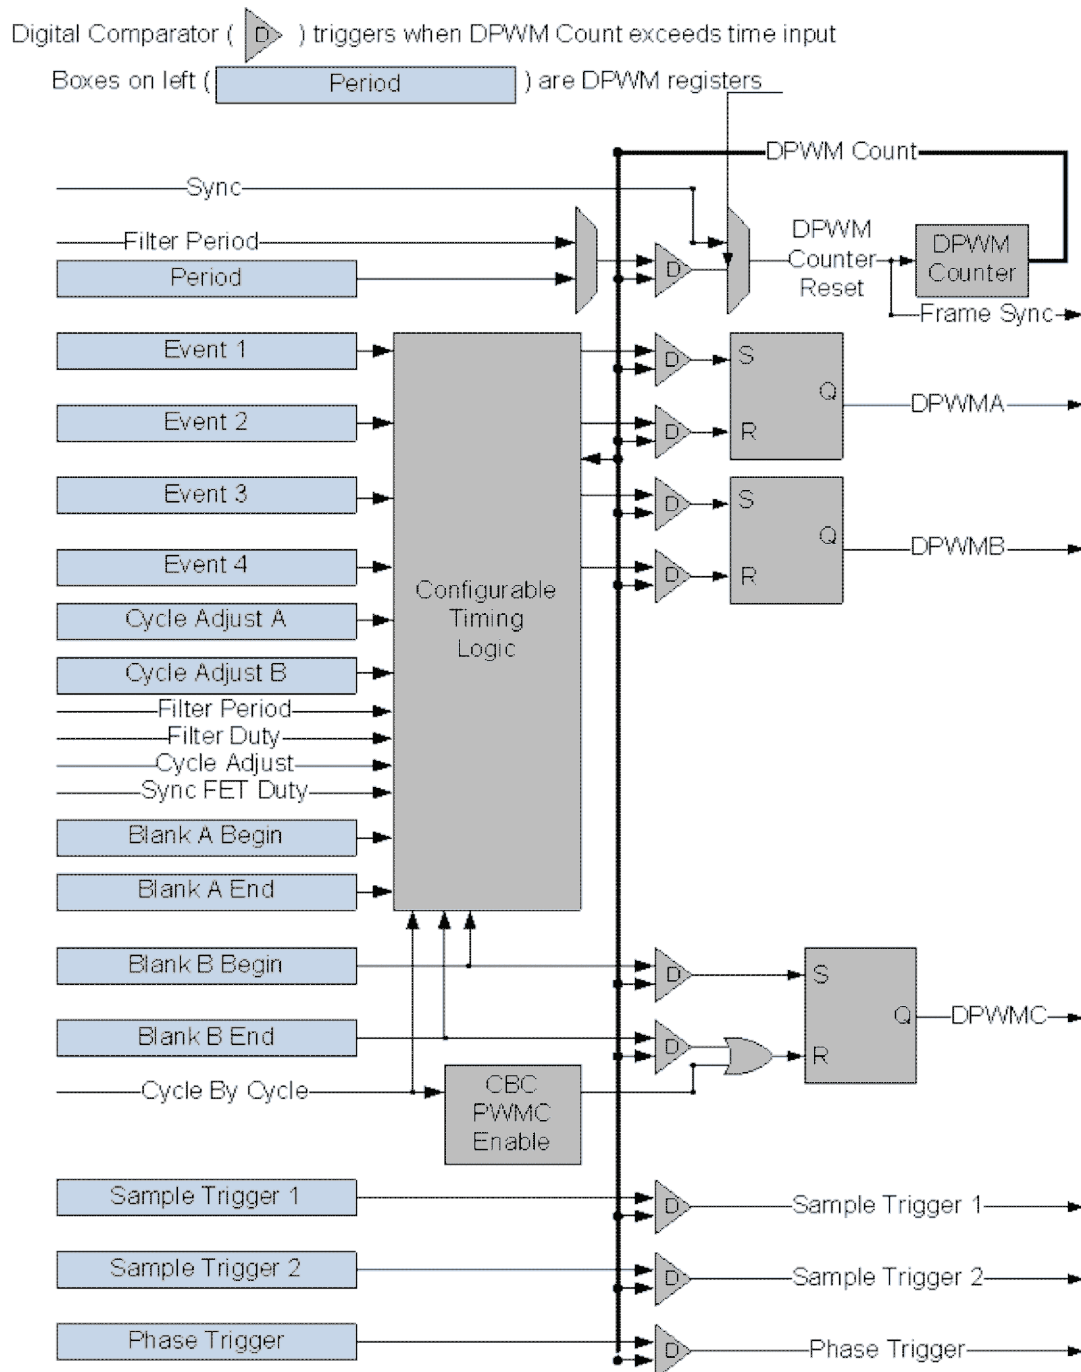 Digital Comparator ( D ) triggers when DPWM Count exceeds time input
Boxes on left ( Period ) are DPWM registers
DPWM Count
Sync
Filter Period
Period
D
DPWM
Counter
Reset
DPWM
Counter
Frame Sync
Event 1
D
S
Q
DPWMA
Event 2
D
R
Event 3
D
S
Q
DPWMB
Event 4
D
R
Configurable
Timing
Logic
Cycle Adjust A
Cycle Adjust B
Filter Period
Filter Duty
Cycle Adjust
Sync FET Duty
Blank A Begin
Blank A End
Blank B Begin
D
S
Q
DPWMC
Blank B End
D
R
Cycle By Cycle
CBC
PWMC
Enable
Sample Trigger 1
D
Sample Trigger 1
Sample Trigger 2
D
Sample Trigger 2
Phase Trigger
D
Phase Trigger